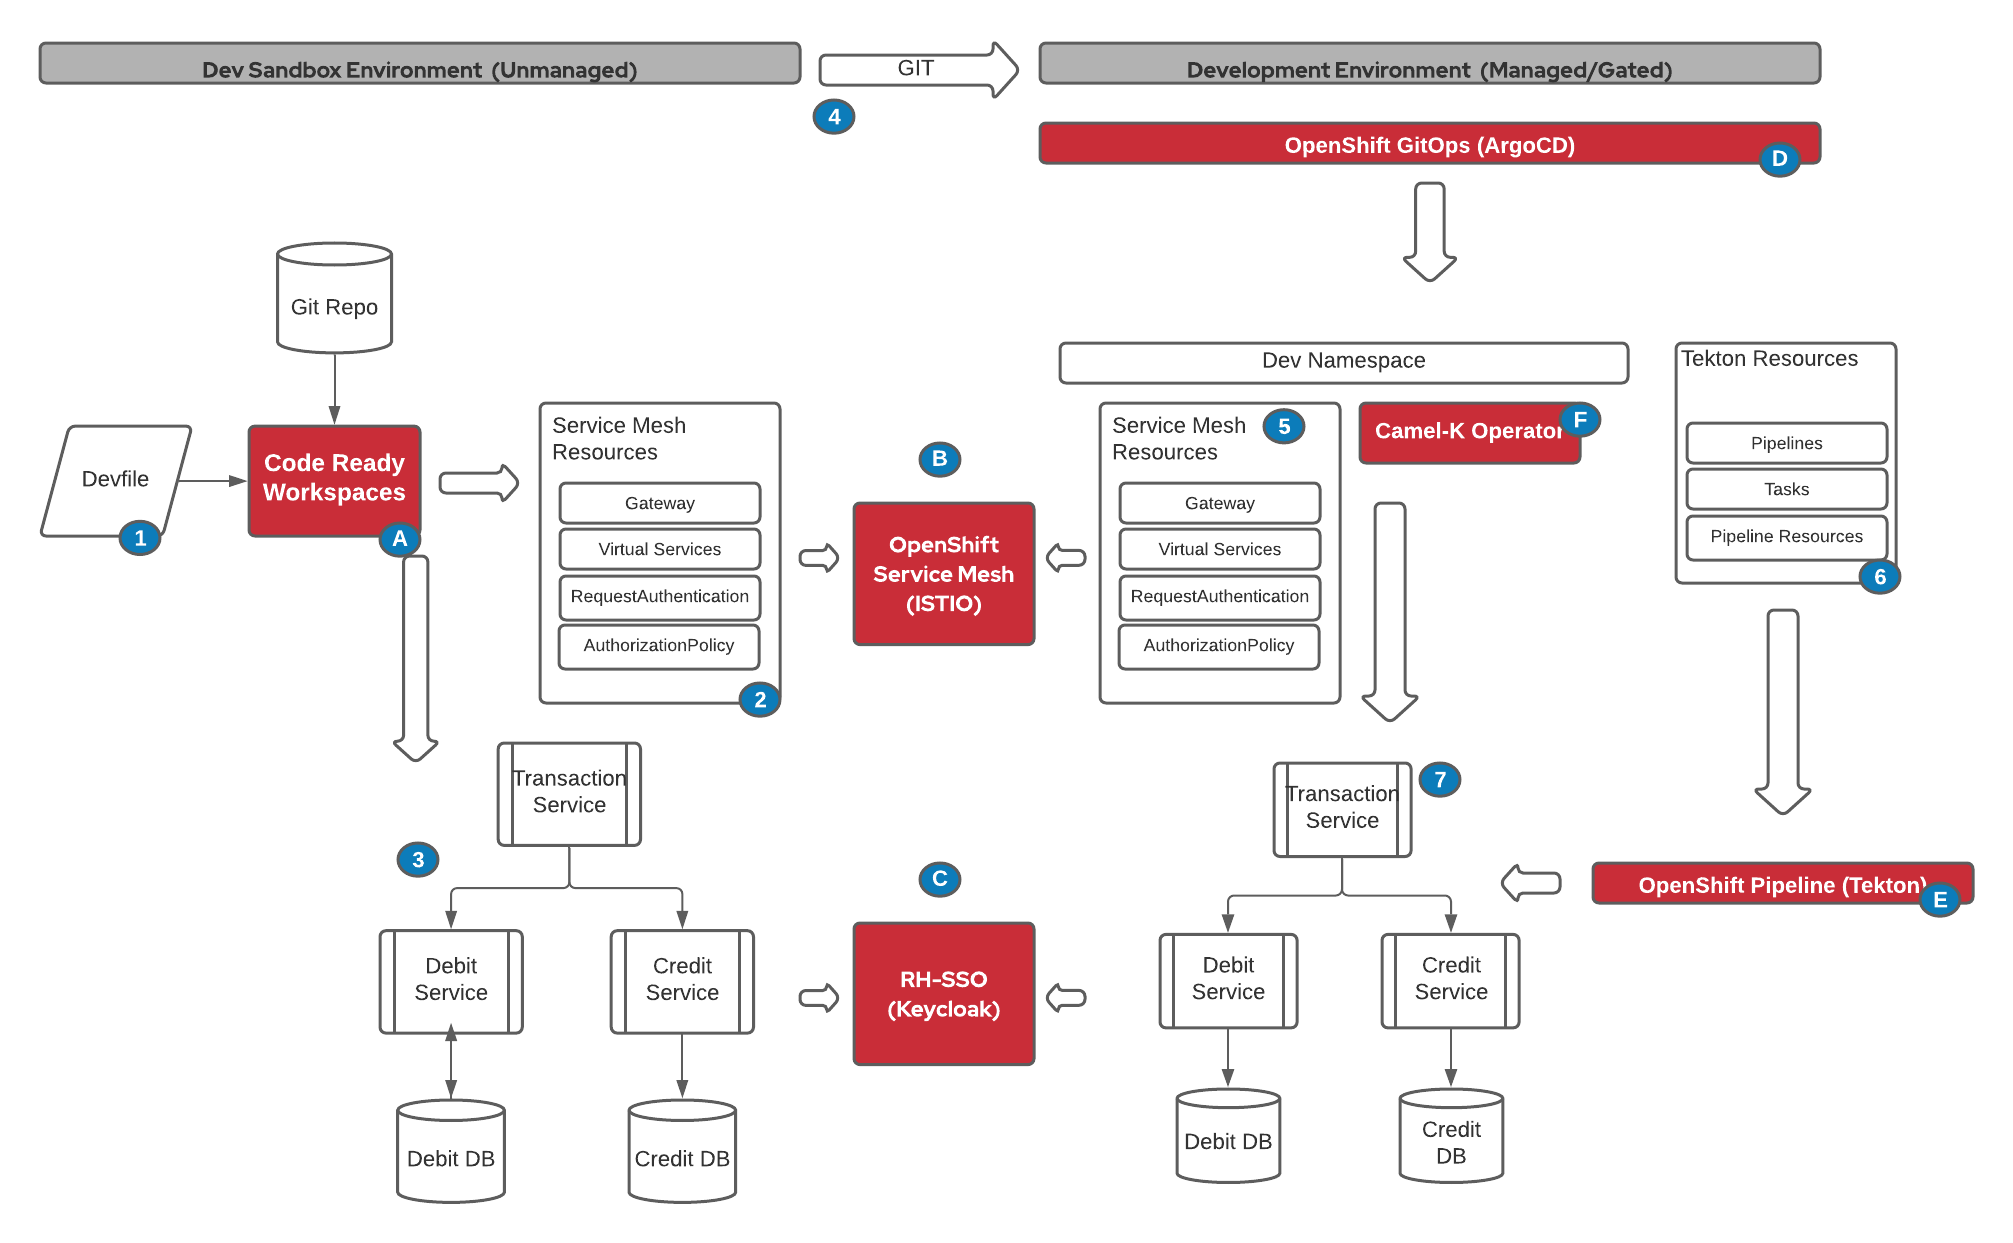 Dev Sandbox Environment (Unmanaged)
GIT
4
Development Environment (Managed/Gated)
OpenShift GitOps (ArgoCD)
D
Git Repo
Devfile
1
Code Ready
Workspaces
A
Service Mesh
Resources
Gateway
Virtual Services
RequestAuthentication
AuthorizationPolicy
2
B
OpenShift
Service Mesh
(ISTIO)
Dev Namespace
Service Mesh
Resources
5
Gateway
Virtual Services
RequestAuthentication
AuthorizationPolicy
Camel-K Operator
F
Tekton Resources
Pipelines
Tasks
Pipeline Resources
6
Transaction
Service
3
Debit
Service
Credit
Service
Debit DB
Credit DB
C
RH-SSO
(Keycloak)
Transaction
Service
7
Debit
Service
Credit
Service
Debit DB
Credit
DB
OpenShift Pipeline (Tekton)
E